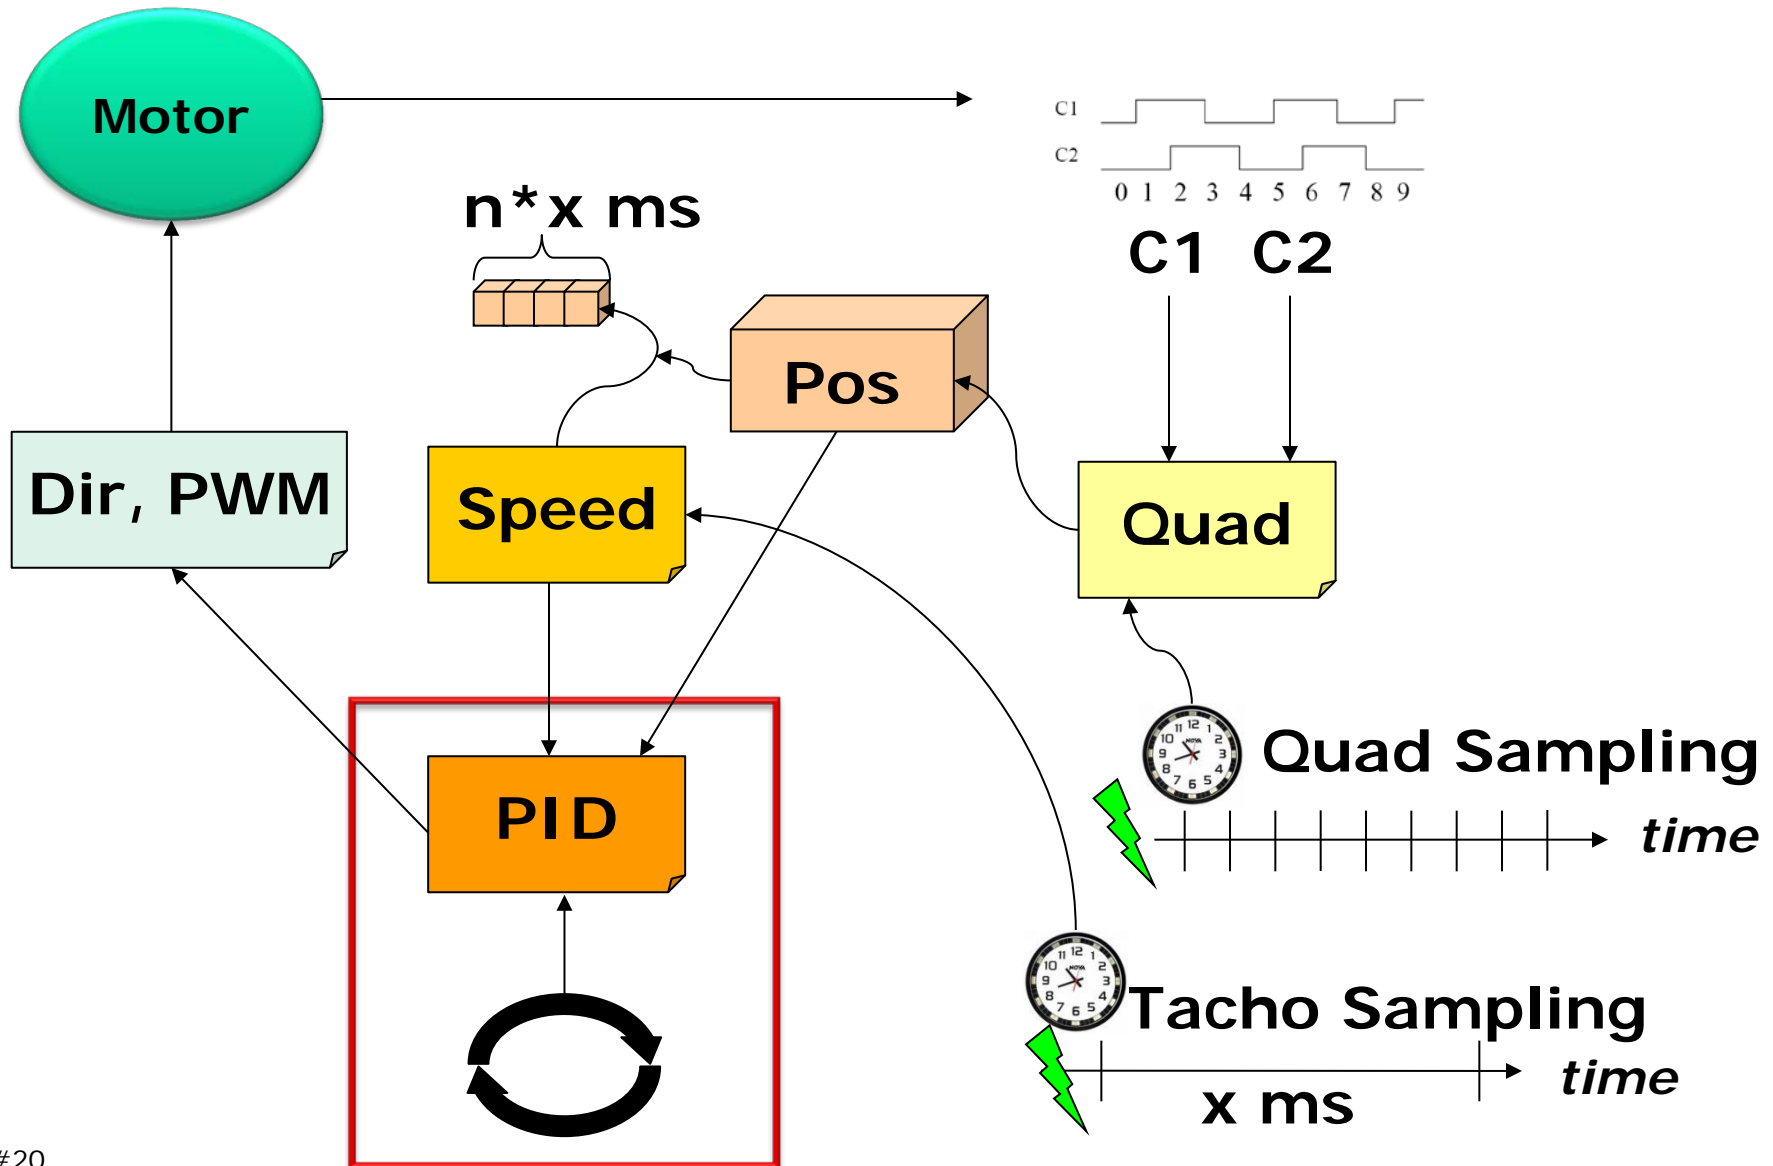 Motor
C1
C2
0 1 2 3 4 5 6 7 8 9
n*x ms
C1 C2
Pos
Dir, PWM
Speed
Quad
Quad Sampling
time
PID
Tacho Sampling
time
x ms
#20